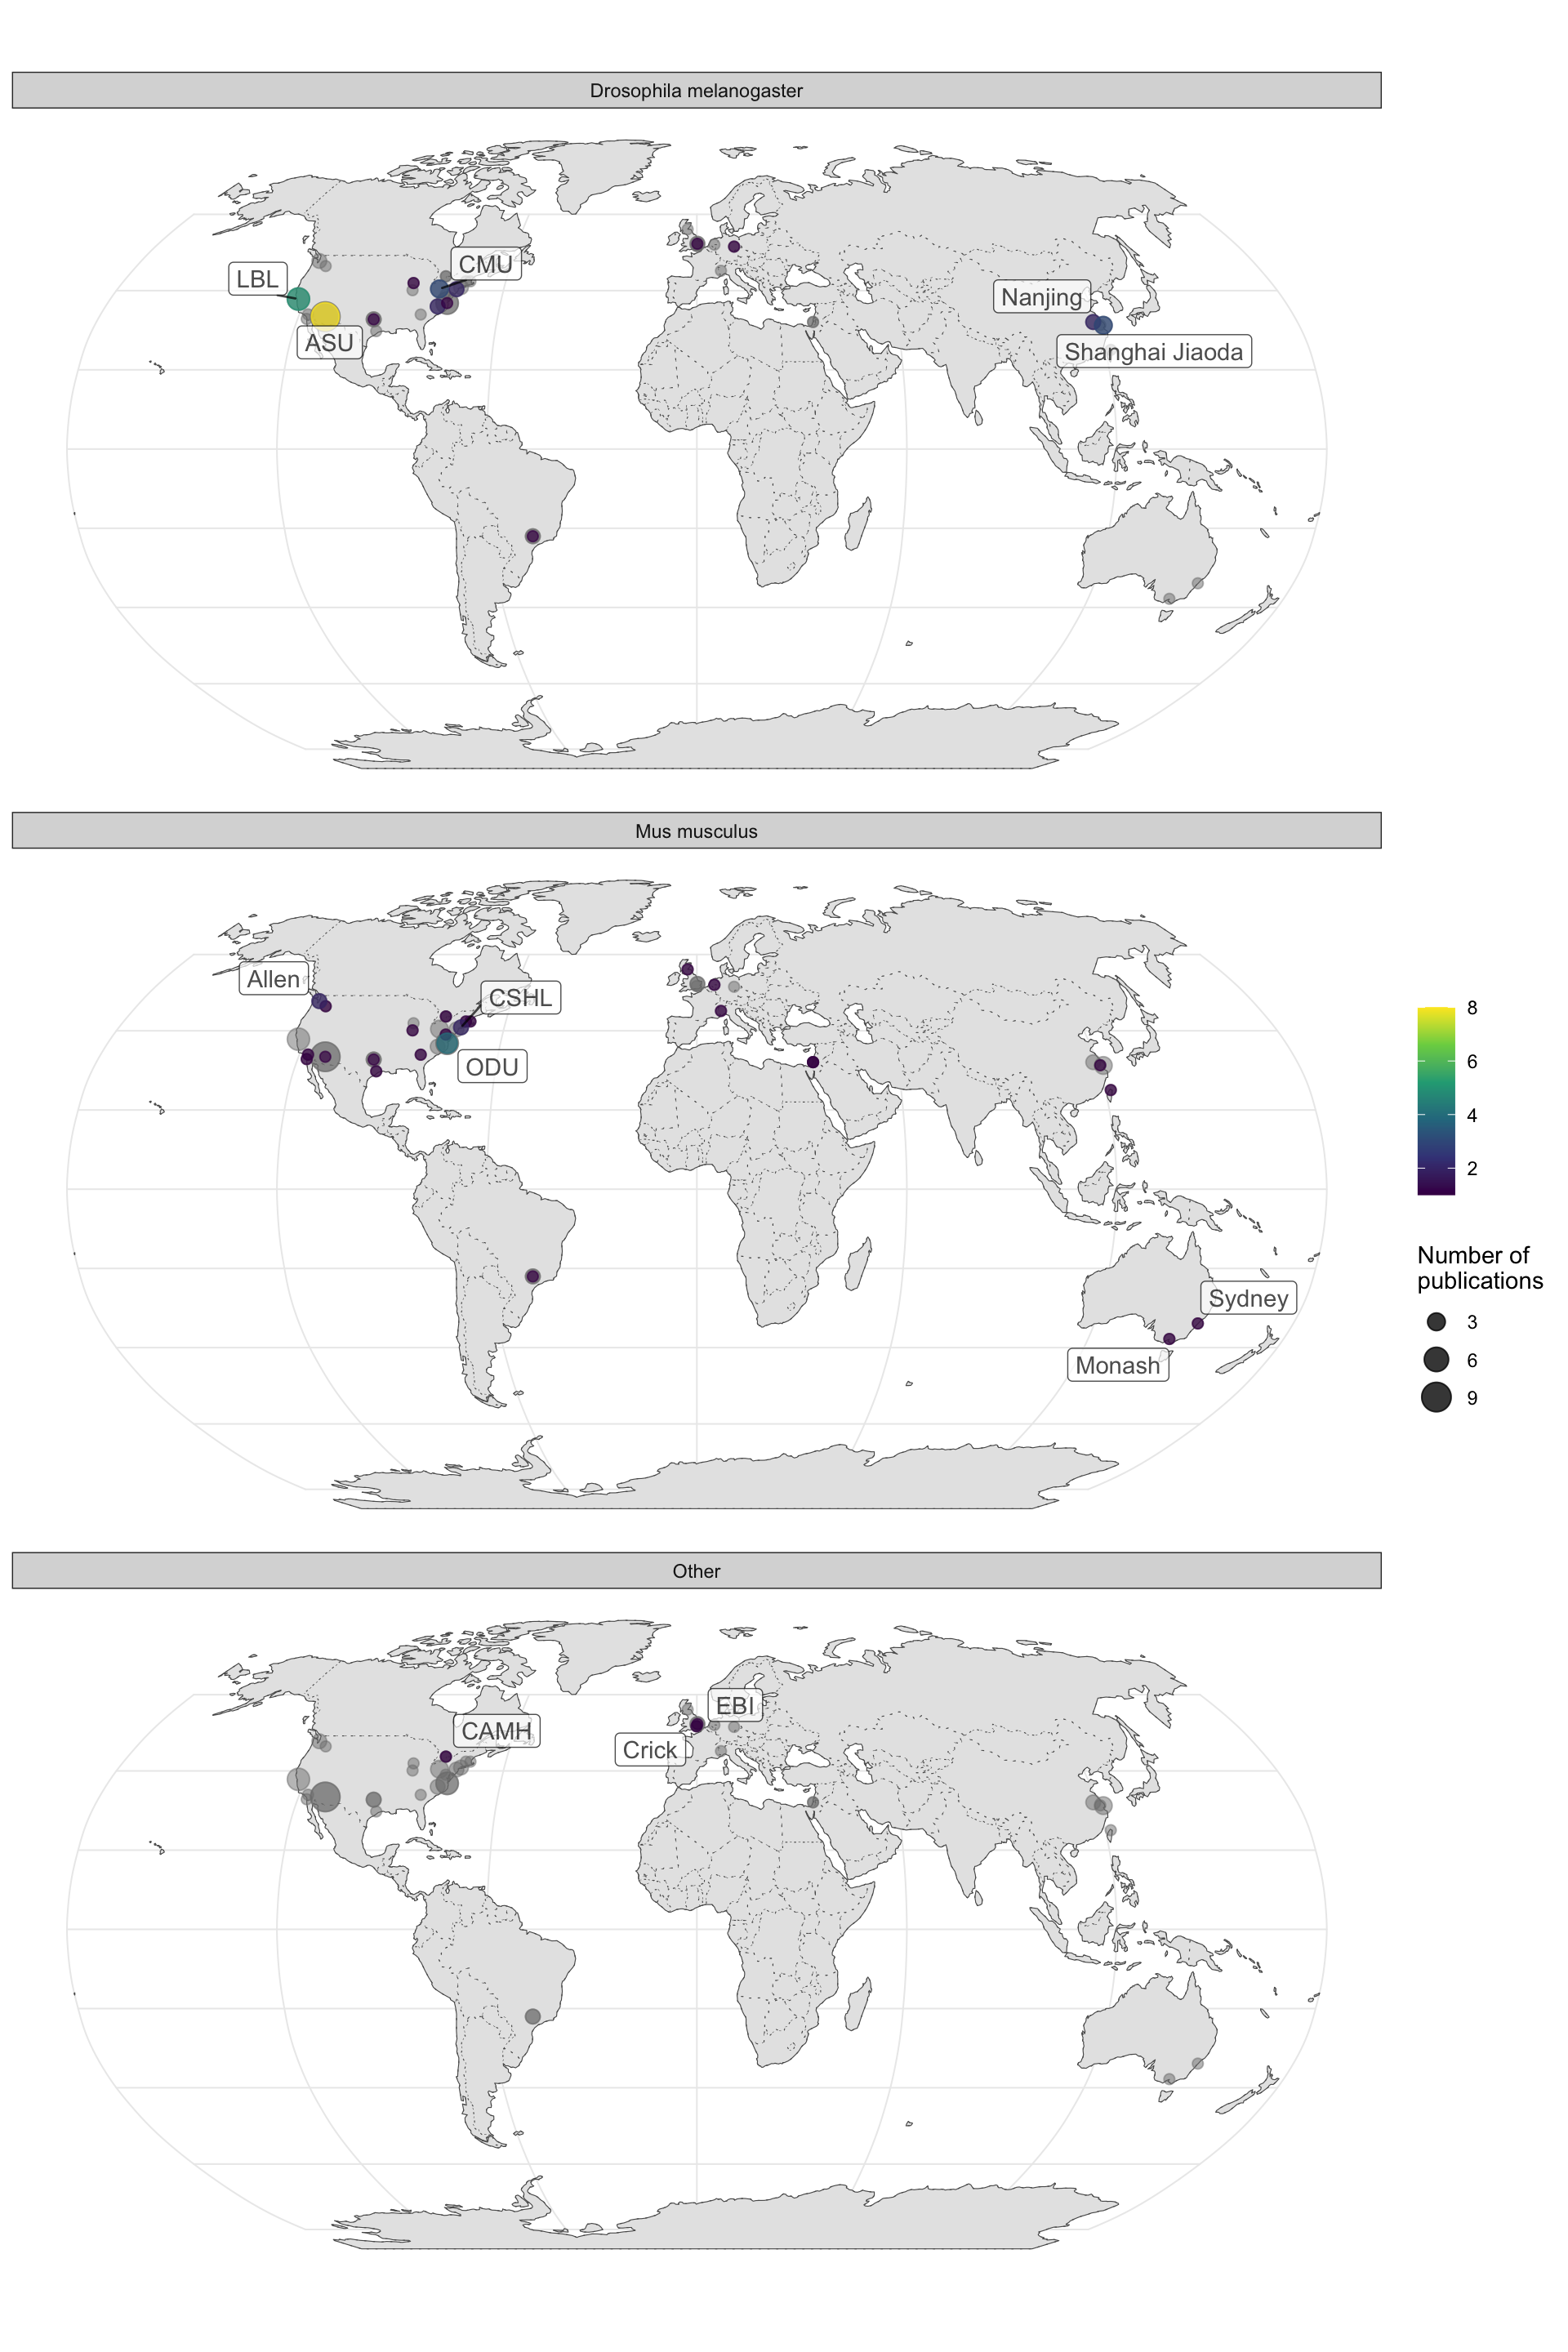 Drosophila melanogaster
CMU
LBL
Nanjing
ASU
Shanghai Jiaoda
Mus musculus
Allen
CSHL
ODU
Sydney
Monash
8
6
4
2
Number of
publications
3
6
9
Other
EBI
CAMH
Crick